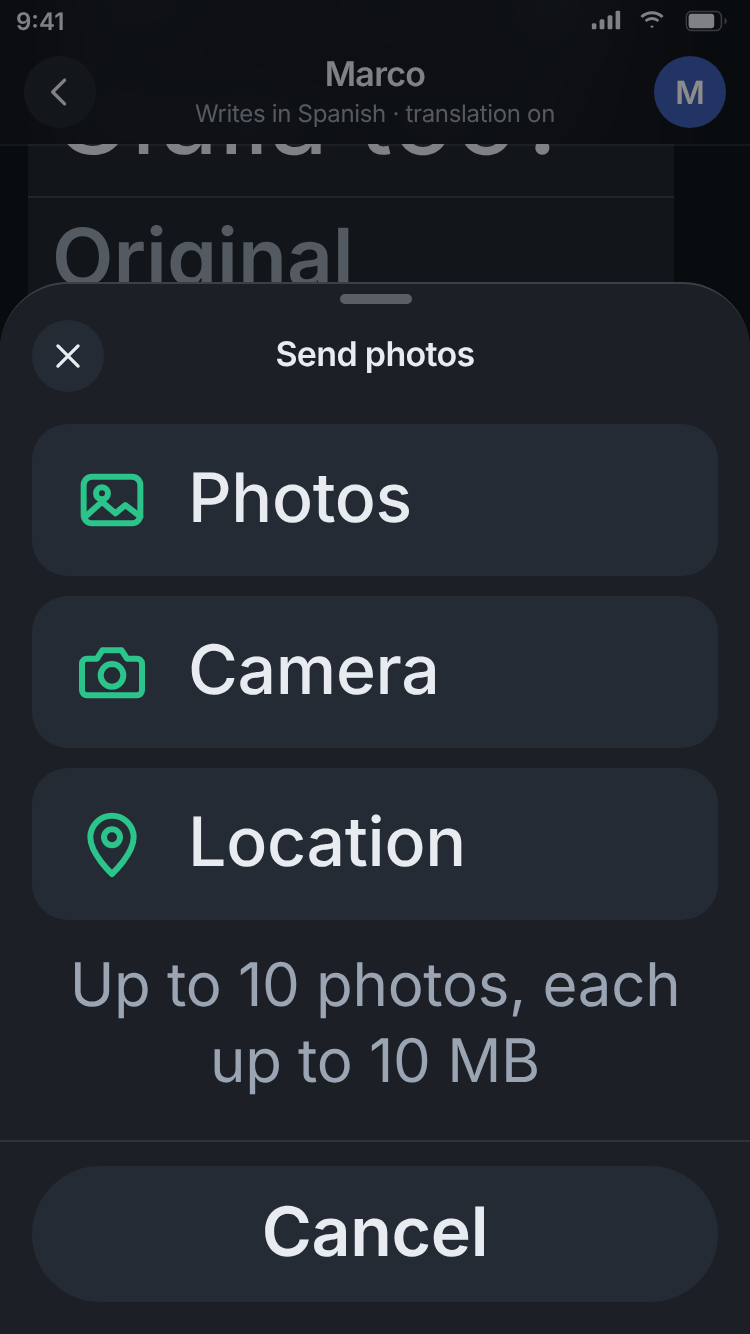 9:41
Marco
Writes in Spanish · translation on
M
too?
Original
Send photos
Photos
Camera
Location
Up to 10 photos, each
up to 10 MB
Cancel